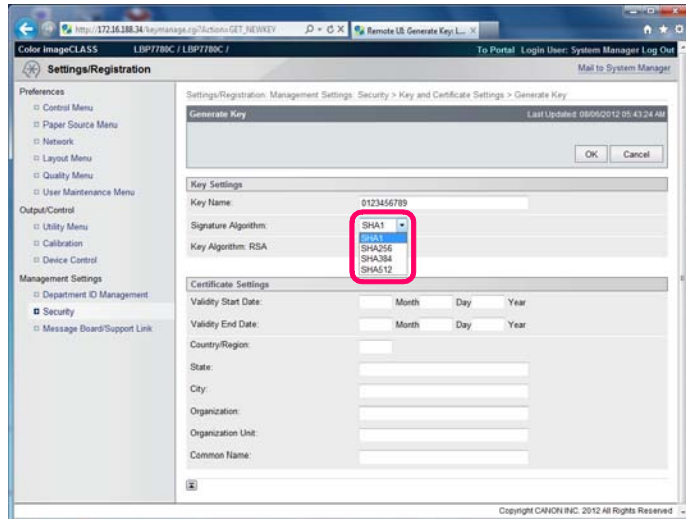 http://172.16.188.34/keymanage.cgi?Action=GET_NEWKEY
Remote UI: Generate Key: L...
Color imageCLASS LBP7780C / LBP7780C /
To Portal Login User: System Manager Log Out
Settings/Registration
Mail to System Manager
Preferences
Control Menu
Paper Source Menu
Network
Layout Menu
Quality Menu
User Maintenance Menu
Output/Control
Utility Menu
Calibration
Device Control
Management Settings
Department ID Management
Security
Message Board/Support Link
Settings/Registration: Management Settings: Security > Key and Certificate Settings > Generate Key
Generate Key
Last Updated: 08/06/2012 05:43:24 AM
OK Cancel
Key Settings
Key Name: 0123456789
Signature Algorithm: SHA1
SHA1
SHA256
Key Algorithm: RSA
SHA384
SHA512
Certificate Settings
Validity Start Date: Month Day Year
Validity End Date: Month Day Year
Country/Region:
State:
City:
Organization:
Organization Unit:
Common Name:
Copyright CANON INC. 2012 All Rights Reserved